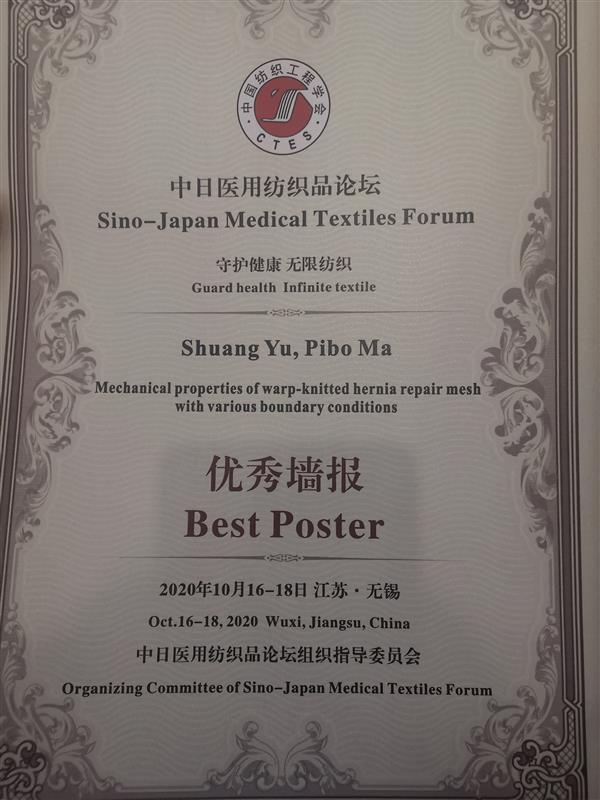 中国纺织工程学会
CTES
中日医用纺织品论坛
Sino-Japan Medical Textiles Forum
守护健康 无限纺织
Guard health Infinite textile
Shuang Yu, Pibo Ma
Mechanical properties of warp-knitted hernia repair mesh
with various boundary conditions
优秀墙报
Best Poster
2020年10月16-18日 江苏·无锡
Oct.16-18, 2020 Wuxi, Jiangsu, China
中日医用纺织品论坛组织指导委员会
Organizing Committee of Sino-Japan Medical Textiles Forum